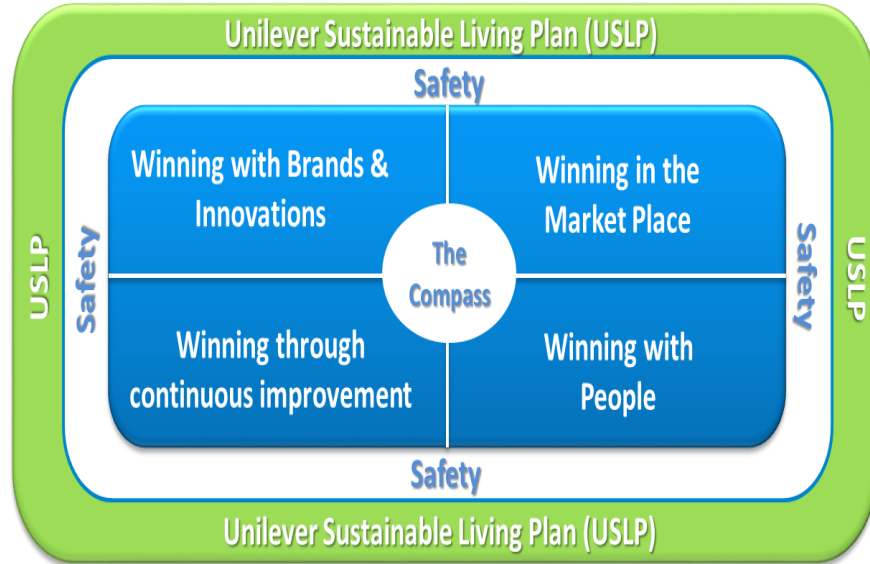 Unilever Sustainable Living Plan (USLP)
Safety
Winning with Brands &
Innovations
Winning in the
Market Place
USLP
Safety
The
Compass
Safety
USLP
Winning through
continuous improvement
Winning with
People
Safety
Unilever Sustainable Living Plan (USLP)